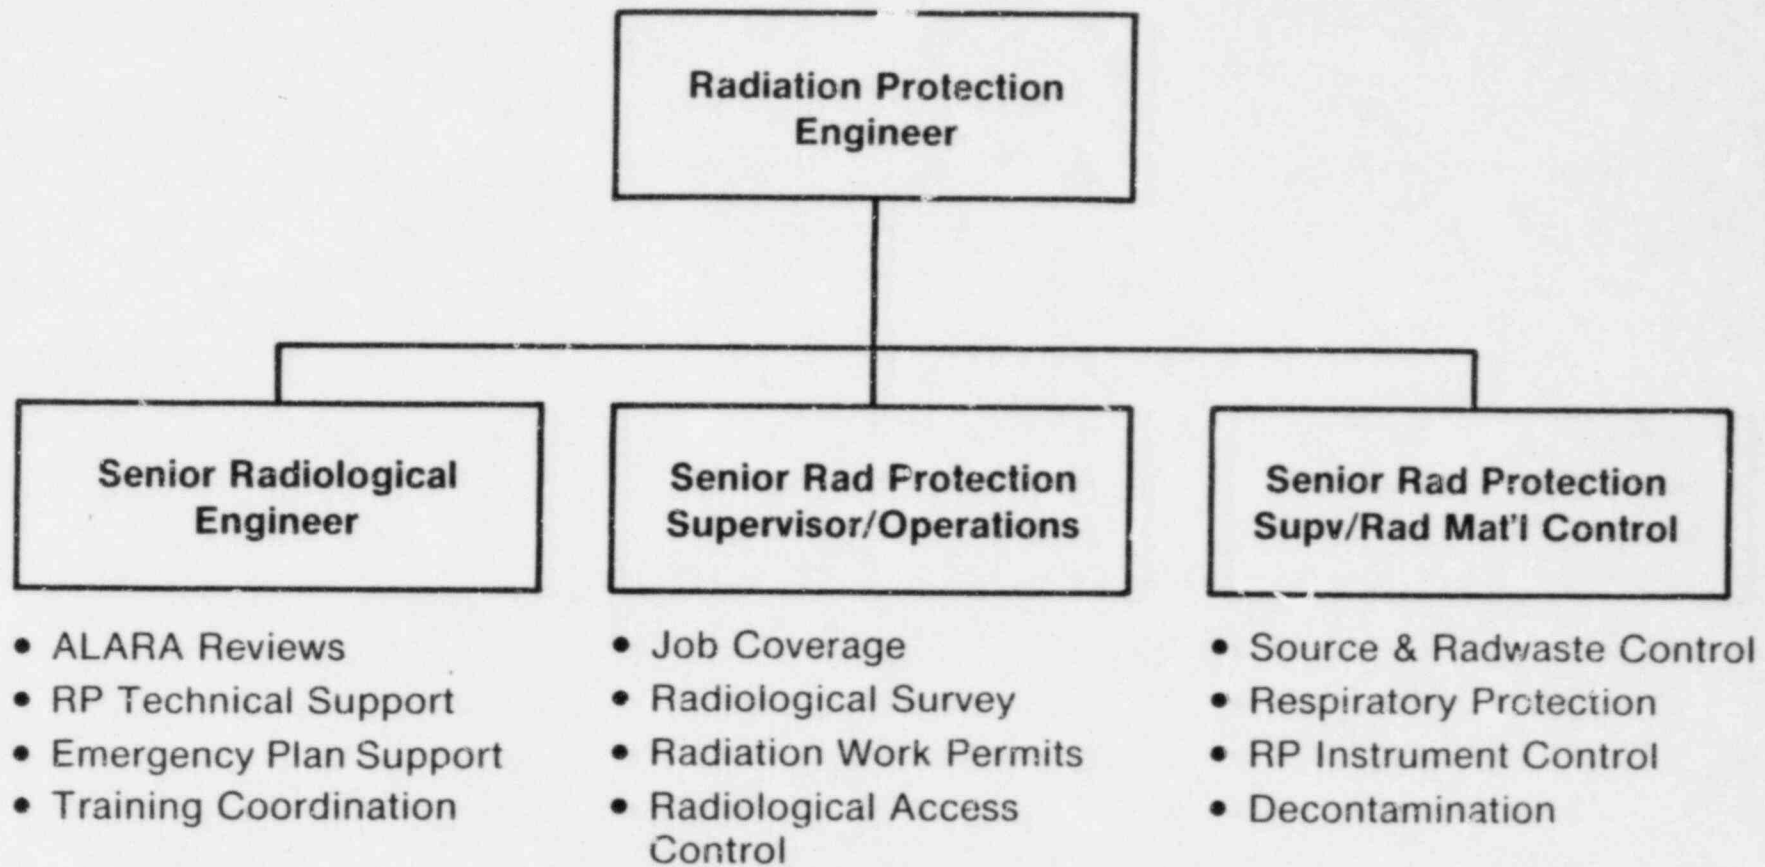 Radiation Protection
Engineer
Senior Radiological
Engineer
• ALARA Reviews
• RP Technical Support
• Emergency Plan Support
• Training Coordination
Senior Rad Protection
Supervisor/Operations
• Job Coverage
• Radiological Survey
• Radiation Work Permits
• Radiological Access
Control
Senior Rad Protection
Supv/Rad Mat'l Control
• Source & Radwaste Control
• Respiratory Protection
• RP Instrument Control
• Decontamination